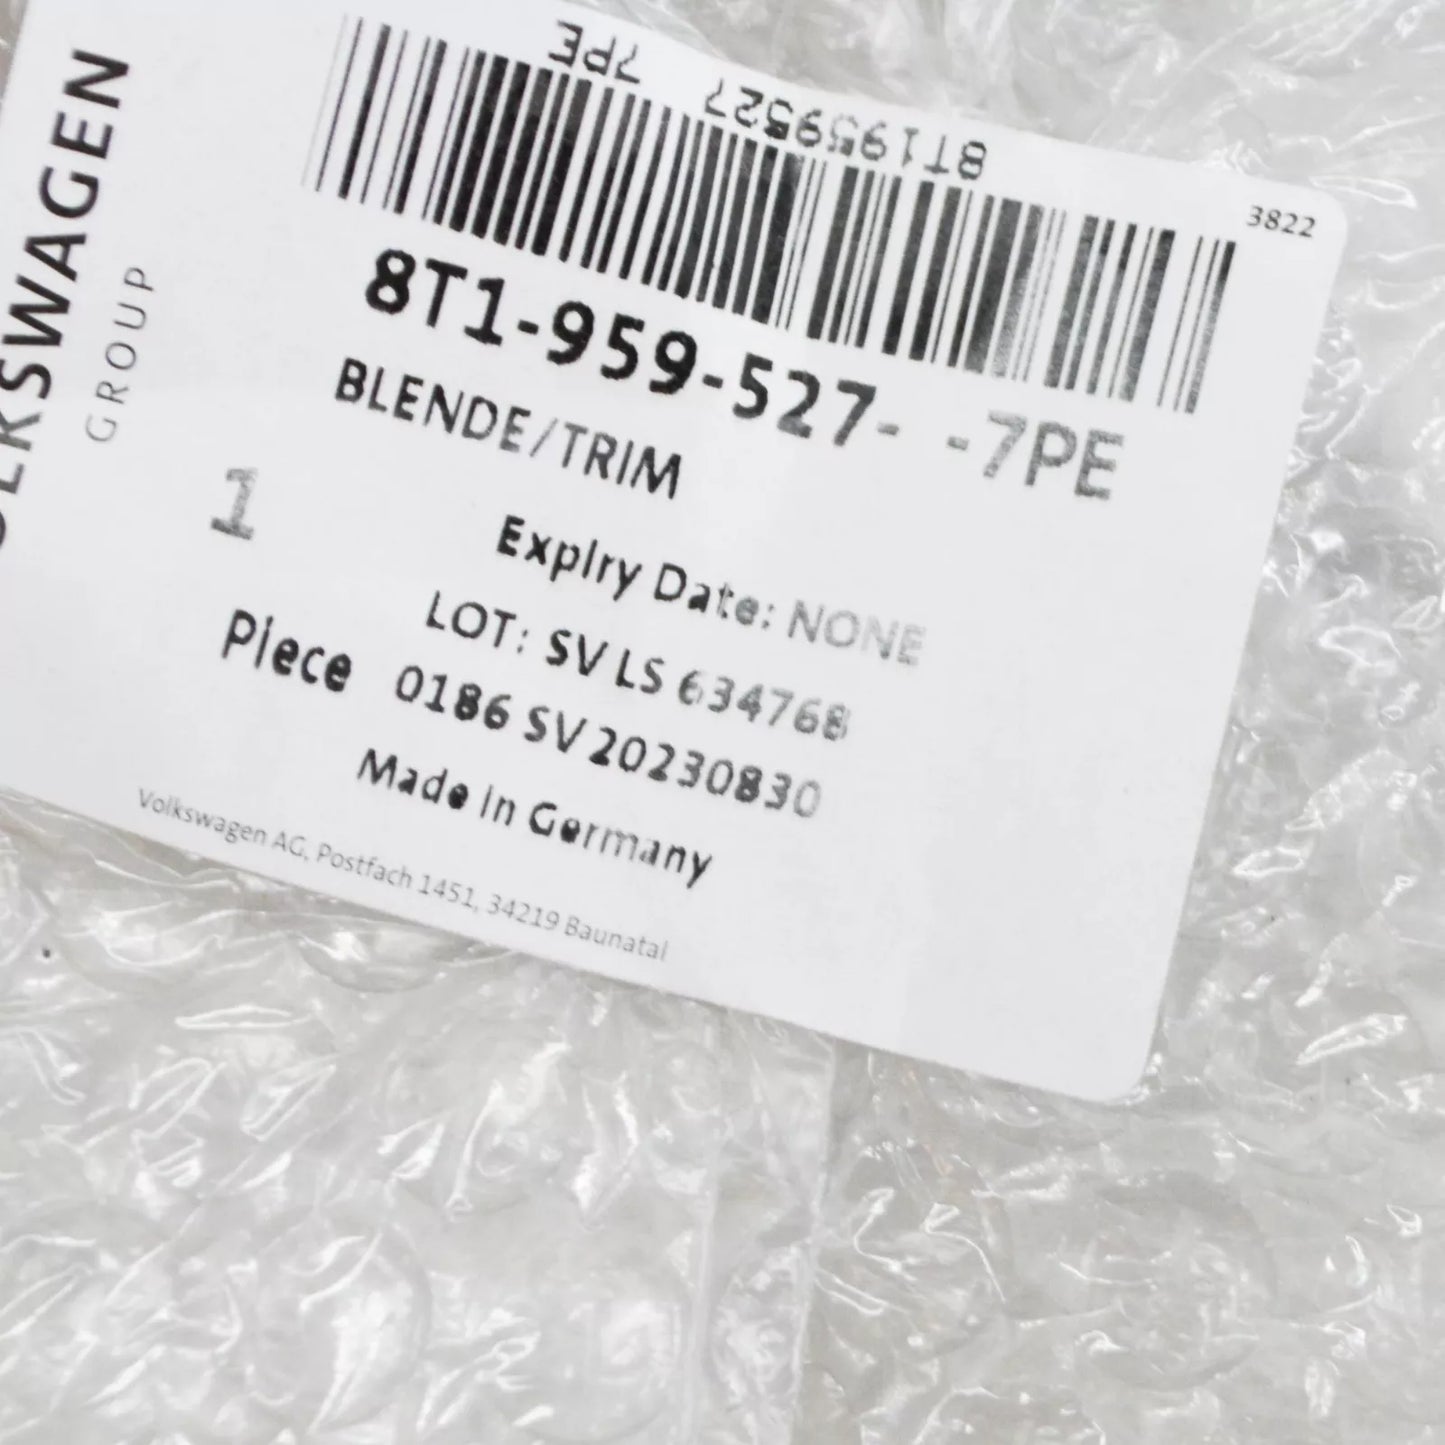 8T1959527 7PE
3822
VOLKSWAGEN
GROUP
8T1-959-527- -7PE
BLENDE/TRIM
1
Expiry Date: NONE
Piece
LOT: SV LS 634768
0186 SV 20230830
Made in Germany
Volkswagen AG, Postfach 1451, 34219 Baunatal